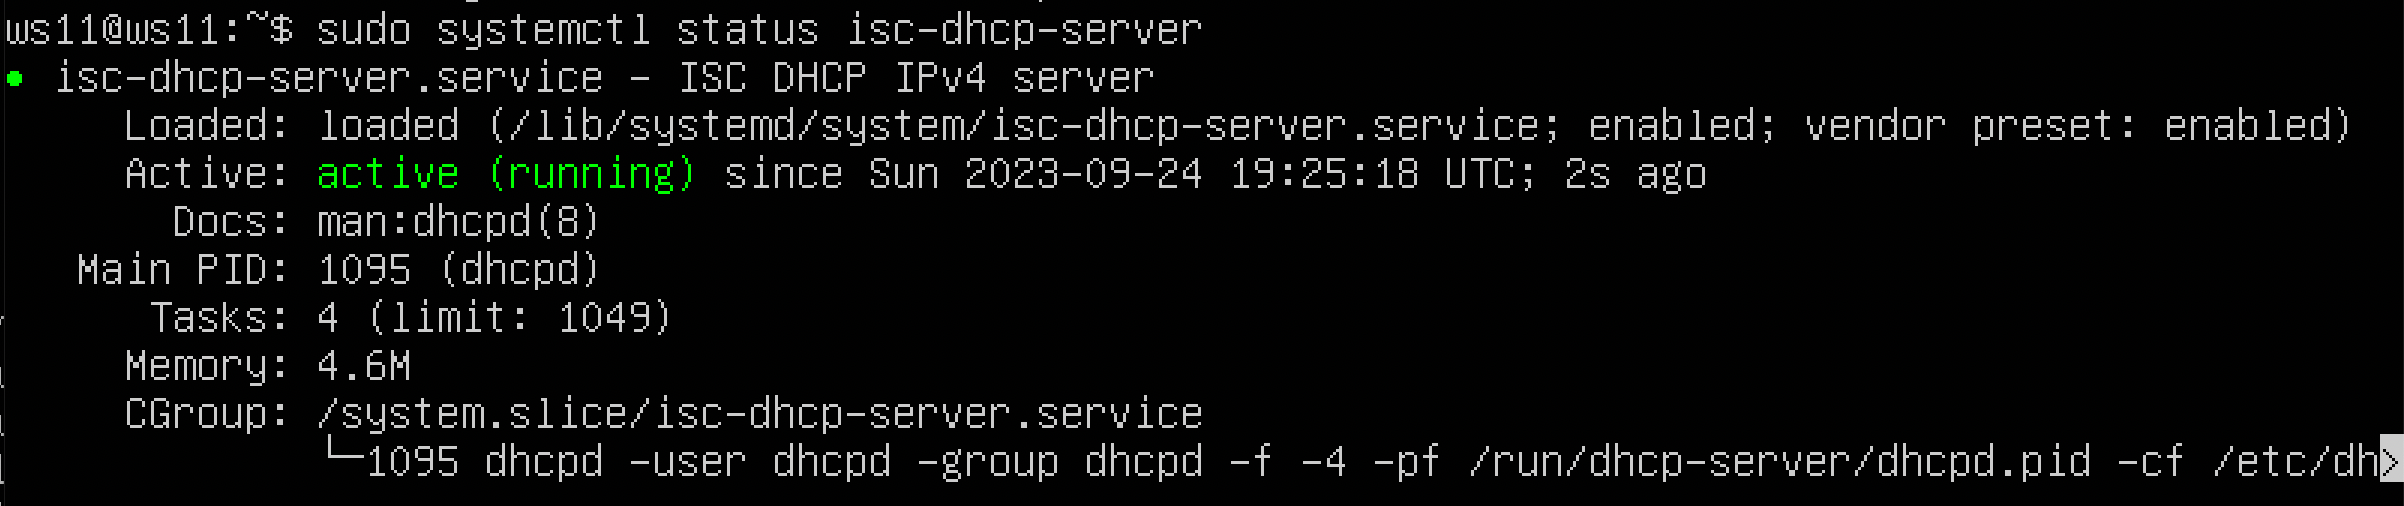 ws11@ws11:~$ sudo systemctl status isc-dhcp-server
● isc-dhcp-server.service - ISC DHCP IPv4 server
     Loaded: loaded (/lib/systemd/system/isc-dhcp-server.service; enabled; vendor preset: enabled)
     Active: active (running) since Sun 2023-09-24 19:25:18 UTC; 2s ago
       Docs: man:dhcpd(8)
   Main PID: 1095 (dhcpd)
      Tasks: 4 (limit: 1049)
     Memory: 4.6M
     CGroup: /system.slice/isc-dhcp-server.service
             └─1095 dhcpd -user dhcpd -group dhcpd -f -4 -pf /run/dhcp-server/dhcpd.pid -cf /etc/dh>